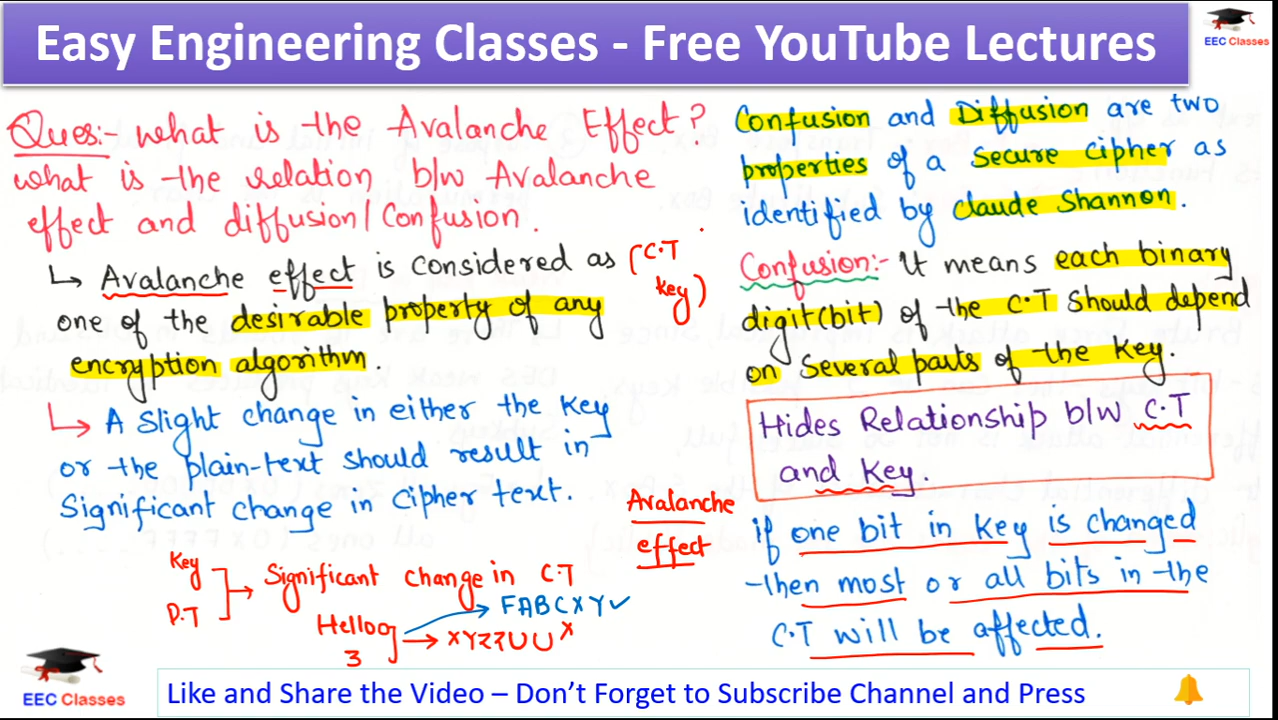 Easy Engineering Classes - Free YouTube Lectures
EEC Classes
Ques:- what is the Avalanche Effect?
what is the relation b/w Avalanche
effect and diffusion/Confusion.
↳ Avalanche effect is considered as
one of the desirable property of any
encryption algorithm.
(C.T
key)
↳ A slight change in either the key
or the plain-text should result in
Significant change in Cipher text.
Avalanche
effect
Key
P.T
→ Significant change in C.T
Helloo
3
→ FABCXY✓
→ XYZZUU ×
Confusion and Diffusion are two
properties of a Secure Cipher as
identified by Claude Shannon.
Confusion:- It means each binary
digit(bit) of the C.T should depend
on Several parts of the key.
Hides Relationship b/w C.T
and key.
if one bit in key is changed
then most or all bits in the
C.T will be affected.
EEC Classes
Like and Share the Video – Don't Forget to Subscribe Channel and Press